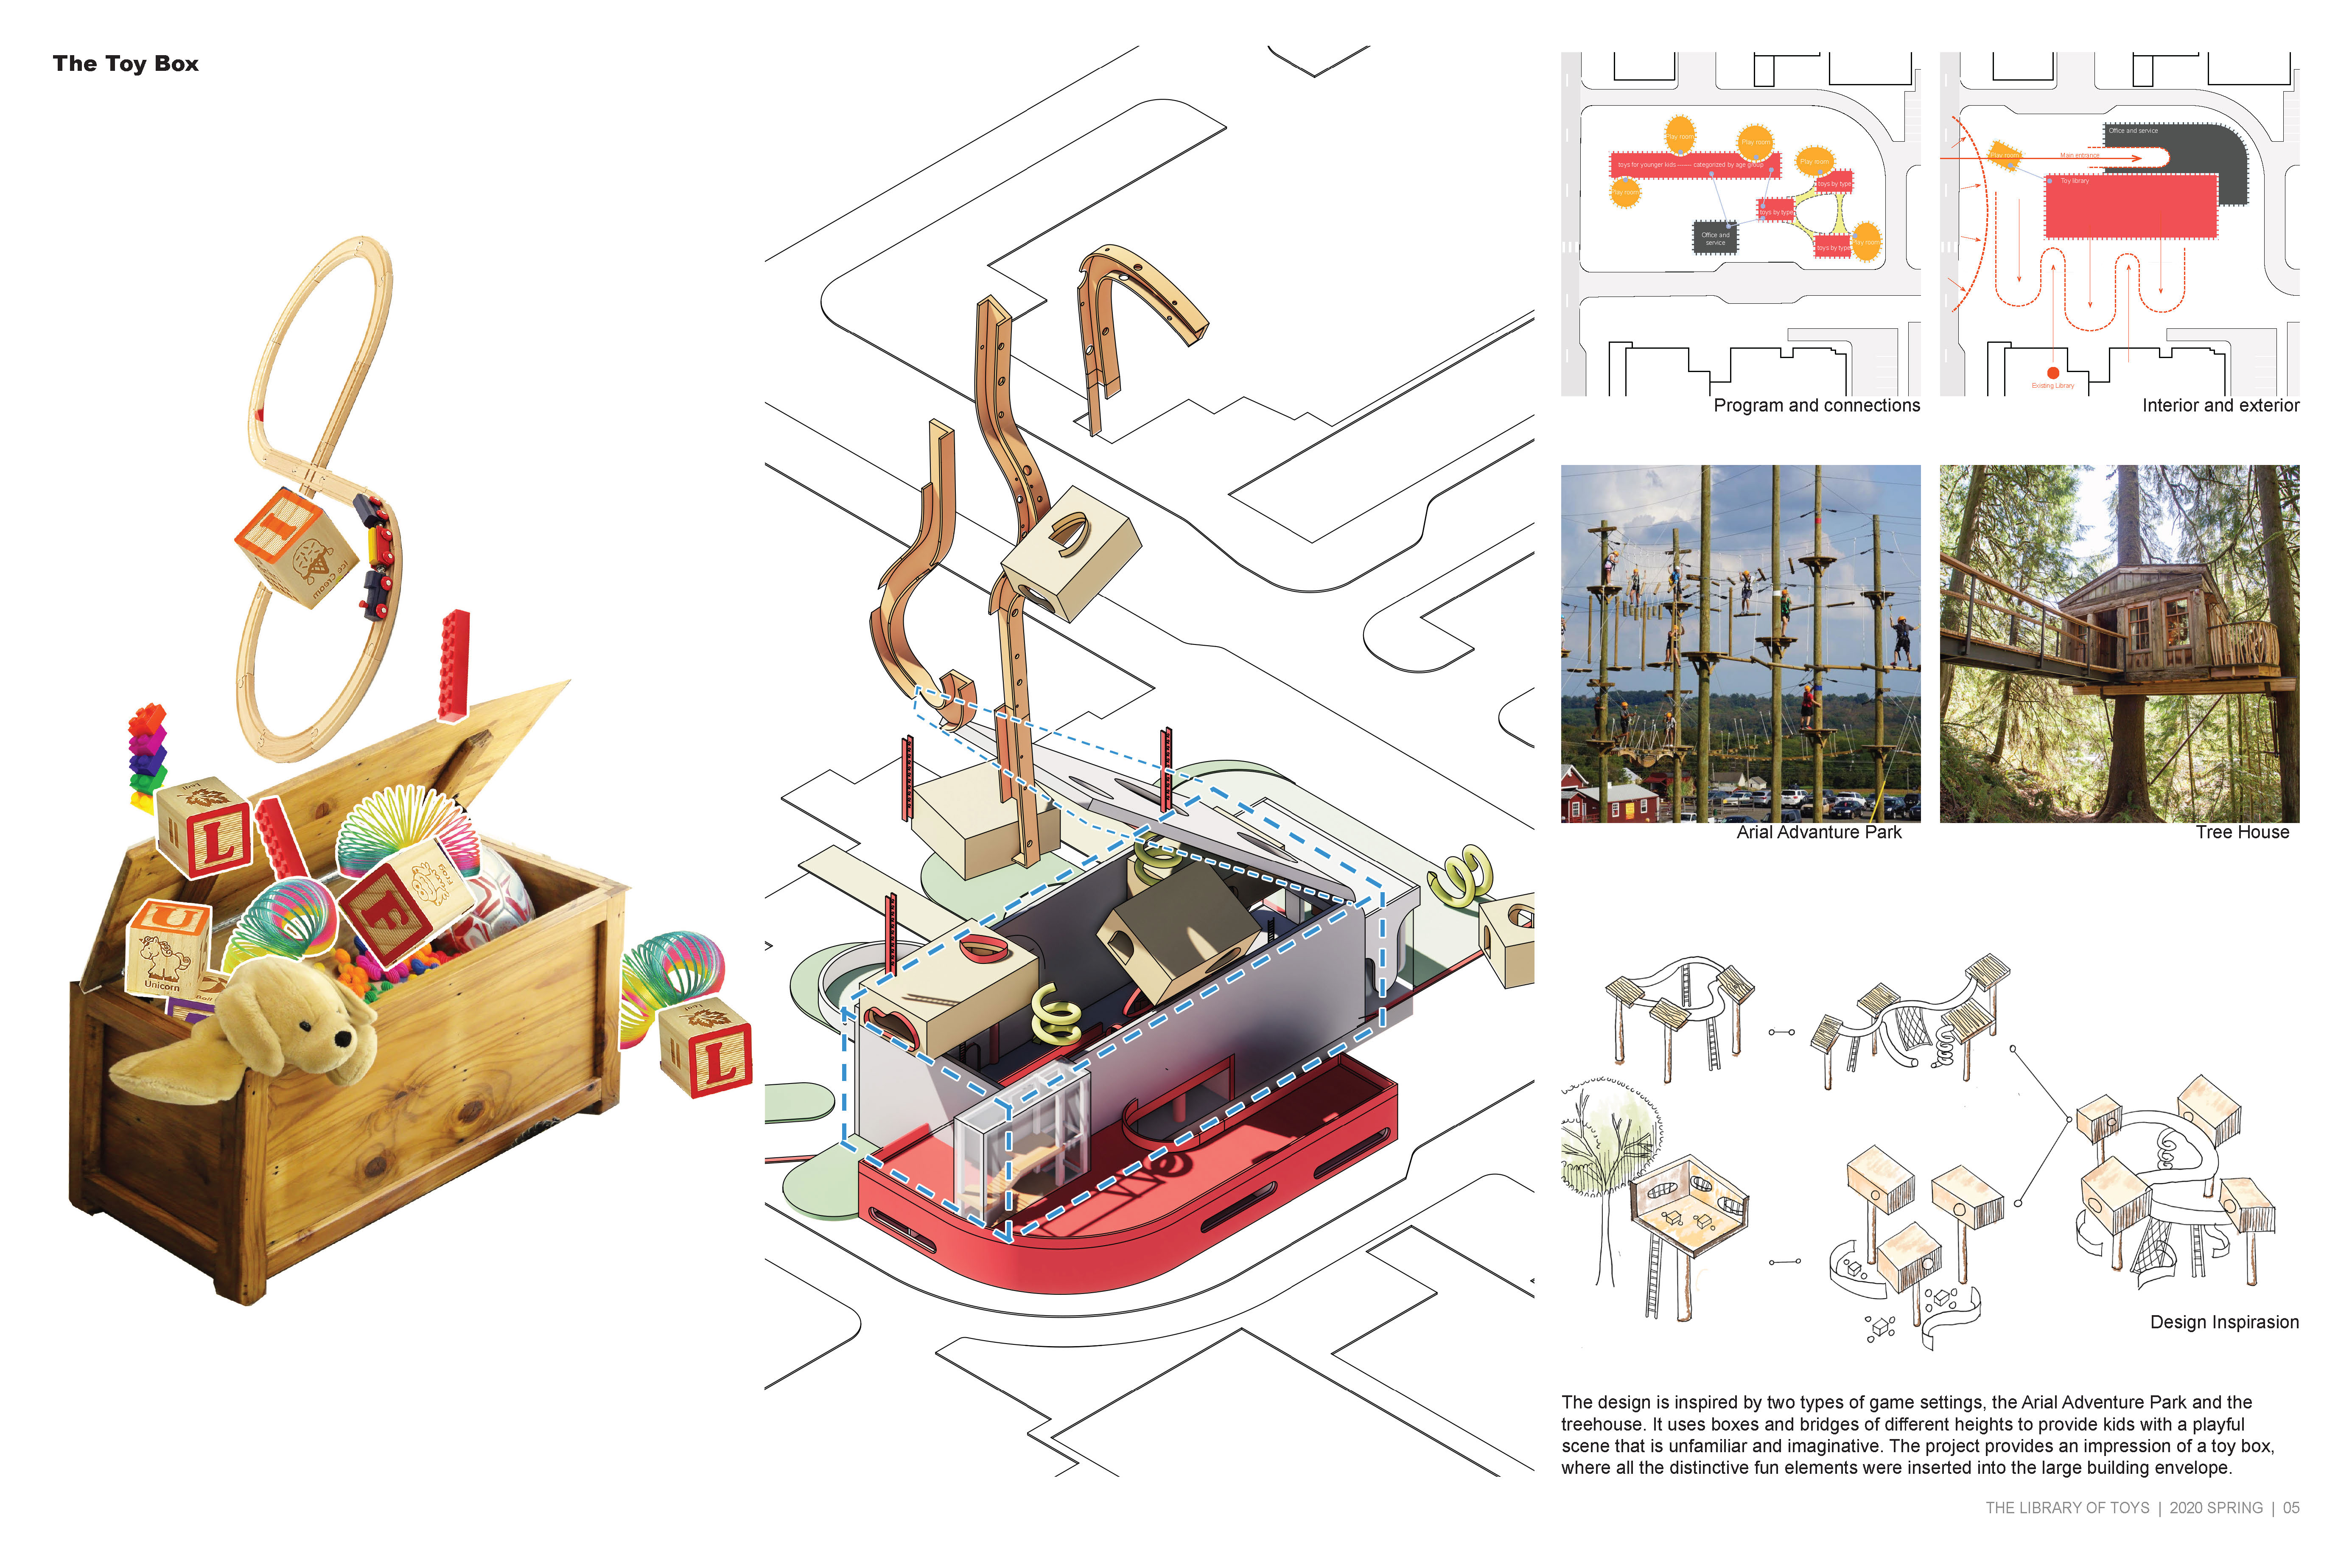 The Toy Box
I
Ice Cream
L
Leaf
F
Frog
U
Unicorn
Ball
L
Leaf
Play room
Play room
Play room
toys for younger kids —— categorized by age group
toys by type
Play room
toys by type
Office and
service
toys by type
Play room
Program and connections
Office and service
Main entrance
Toy library
Existing Library
Interior and exterior
Arial Advanture Park
Tree House
Design Inspirasion
The design is inspired by two types of game settings, the Arial Adventure Park and the
treehouse. It uses boxes and bridges of different heights to provide kids with a playful
scene that is unfamiliar and imaginative. The project provides an impression of a toy box,
where all the distinctive fun elements were inserted into the large building envelope.
THE LIBRARY OF TOYS | 2020 SPRING | 05